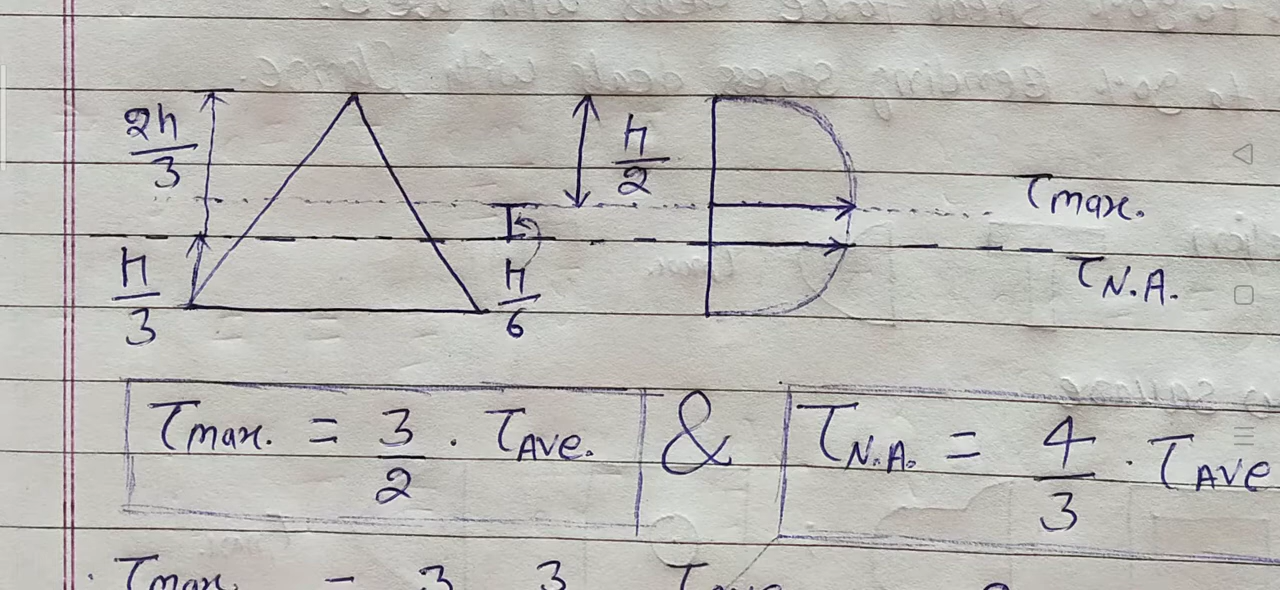 2h/3
h/2
τmax.
h/3
h/6
τN.A.
τmax. = 3/2 . τAve. & τN.A. = 4/3 . τAve